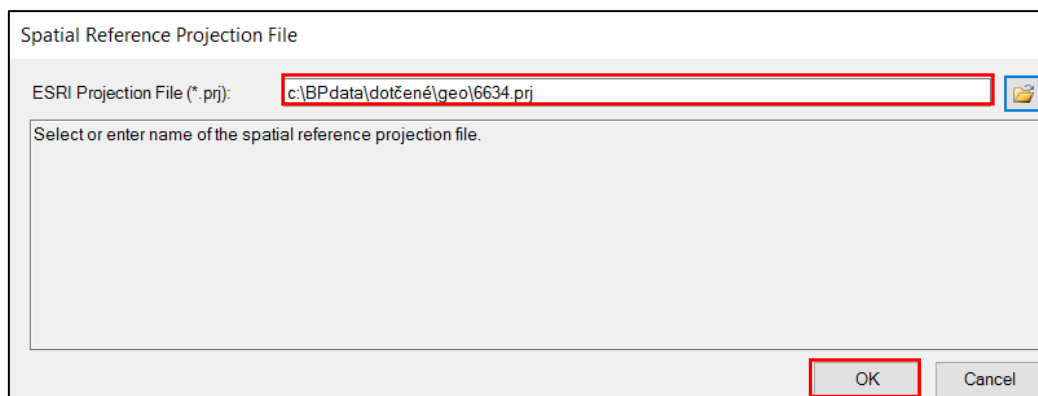 Spatial Reference Projection File
ESRI Projection File (*.prj): c:\BPdata\dotčené\geo\6634.prj
Select or enter name of the spatial reference projection file.
OK Cancel